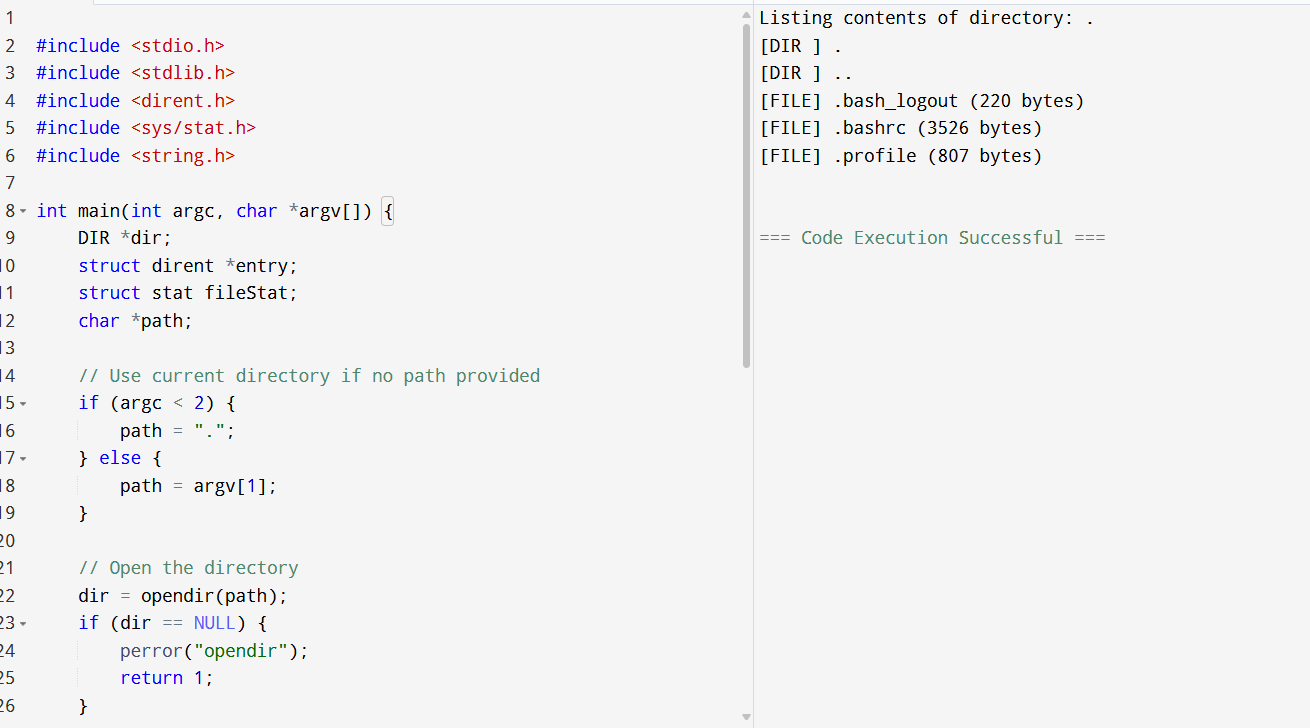 1
2 #include <stdio.h>
3 #include <stdlib.h>
4 #include <dirent.h>
5 #include <sys/stat.h>
6 #include <string.h>
7
8 int main(int argc, char *argv[]) {
9     DIR *dir;
10     struct dirent *entry;
11     struct stat fileStat;
12     char *path;
13
14     // Use current directory if no path provided
15     if (argc < 2) {
16         path = ".";
17     } else {
18         path = argv[1];
19     }
20
21     // Open the directory
22     dir = opendir(path);
23     if (dir == NULL) {
24         perror("opendir");
25         return 1;
26     }
Listing contents of directory: .
[DIR ] .
[DIR ] ..
[FILE] .bash_logout (220 bytes)
[FILE] .bashrc (3526 bytes)
[FILE] .profile (807 bytes)
=== Code Execution Successful ===